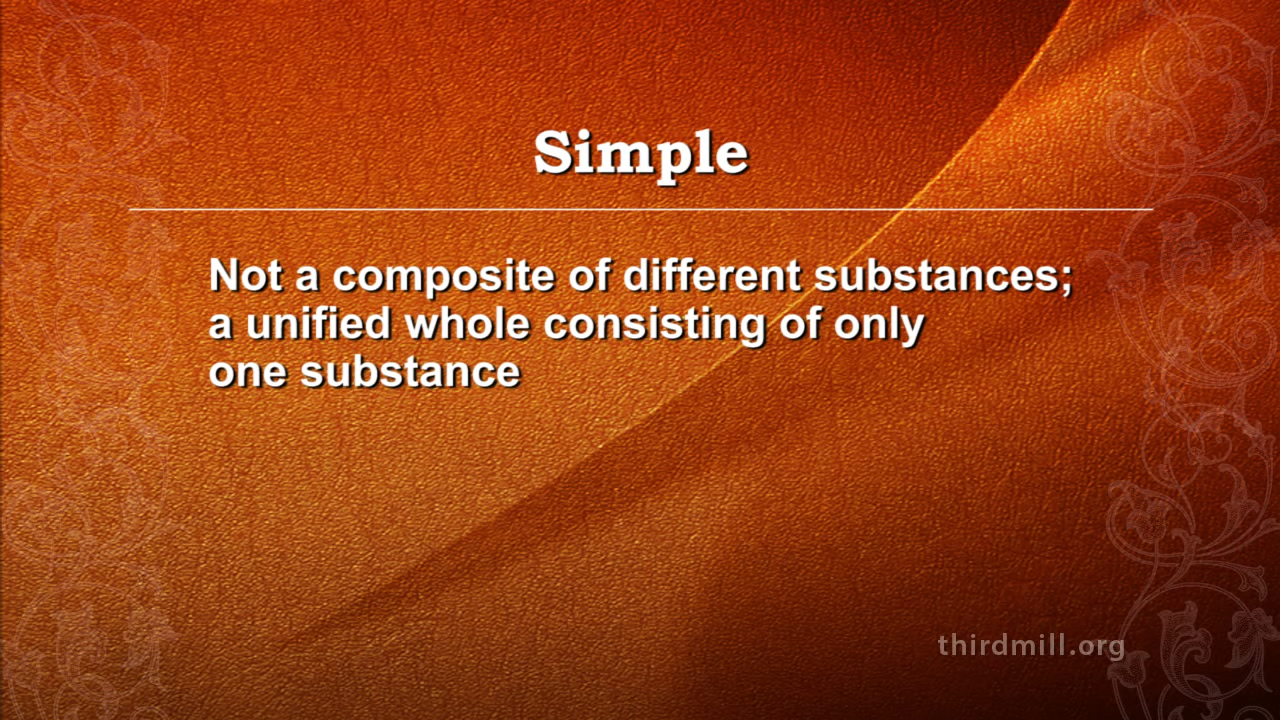 Simple
Not a composite of different substances;
a unified whole consisting of only
one substance
thirdmill.org